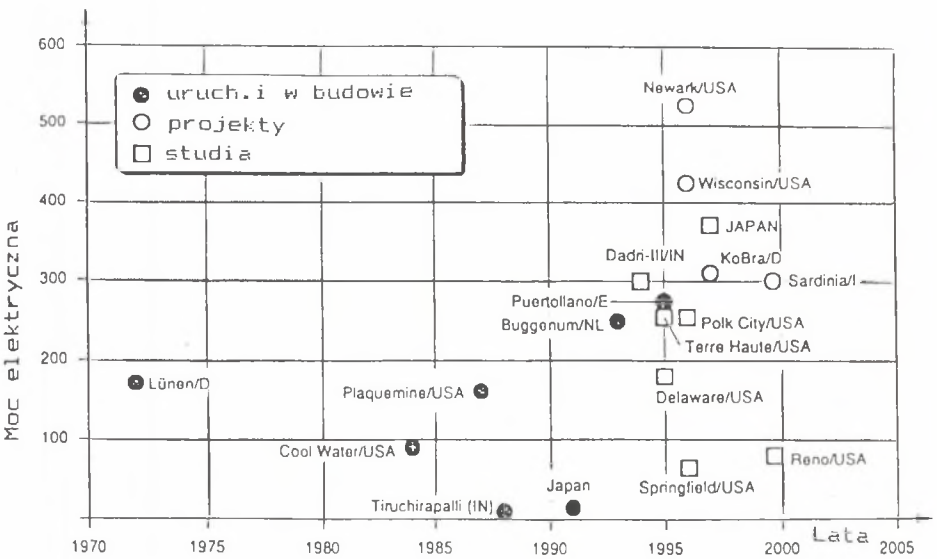 600
500
400
300
200
100
Moc elektryczna
uruch.i w budowie
projekty
studia
Newark/USA
Wisconsin/USA
JAPAN
Dadri-III/IN
KoBra/D
Sardinia/I
Puertollano/E
Buggenum/NL
Polk City/USA
Terre Haute/USA
Lünen/D
Plaquemine/USA
Delaware/USA
Cool Water/USA
Reno/USA
Springfield/USA
Japan
Tiruchirapalli (IN)
Lata
1970 1975 1980 1985 1990 1995 2000 2005